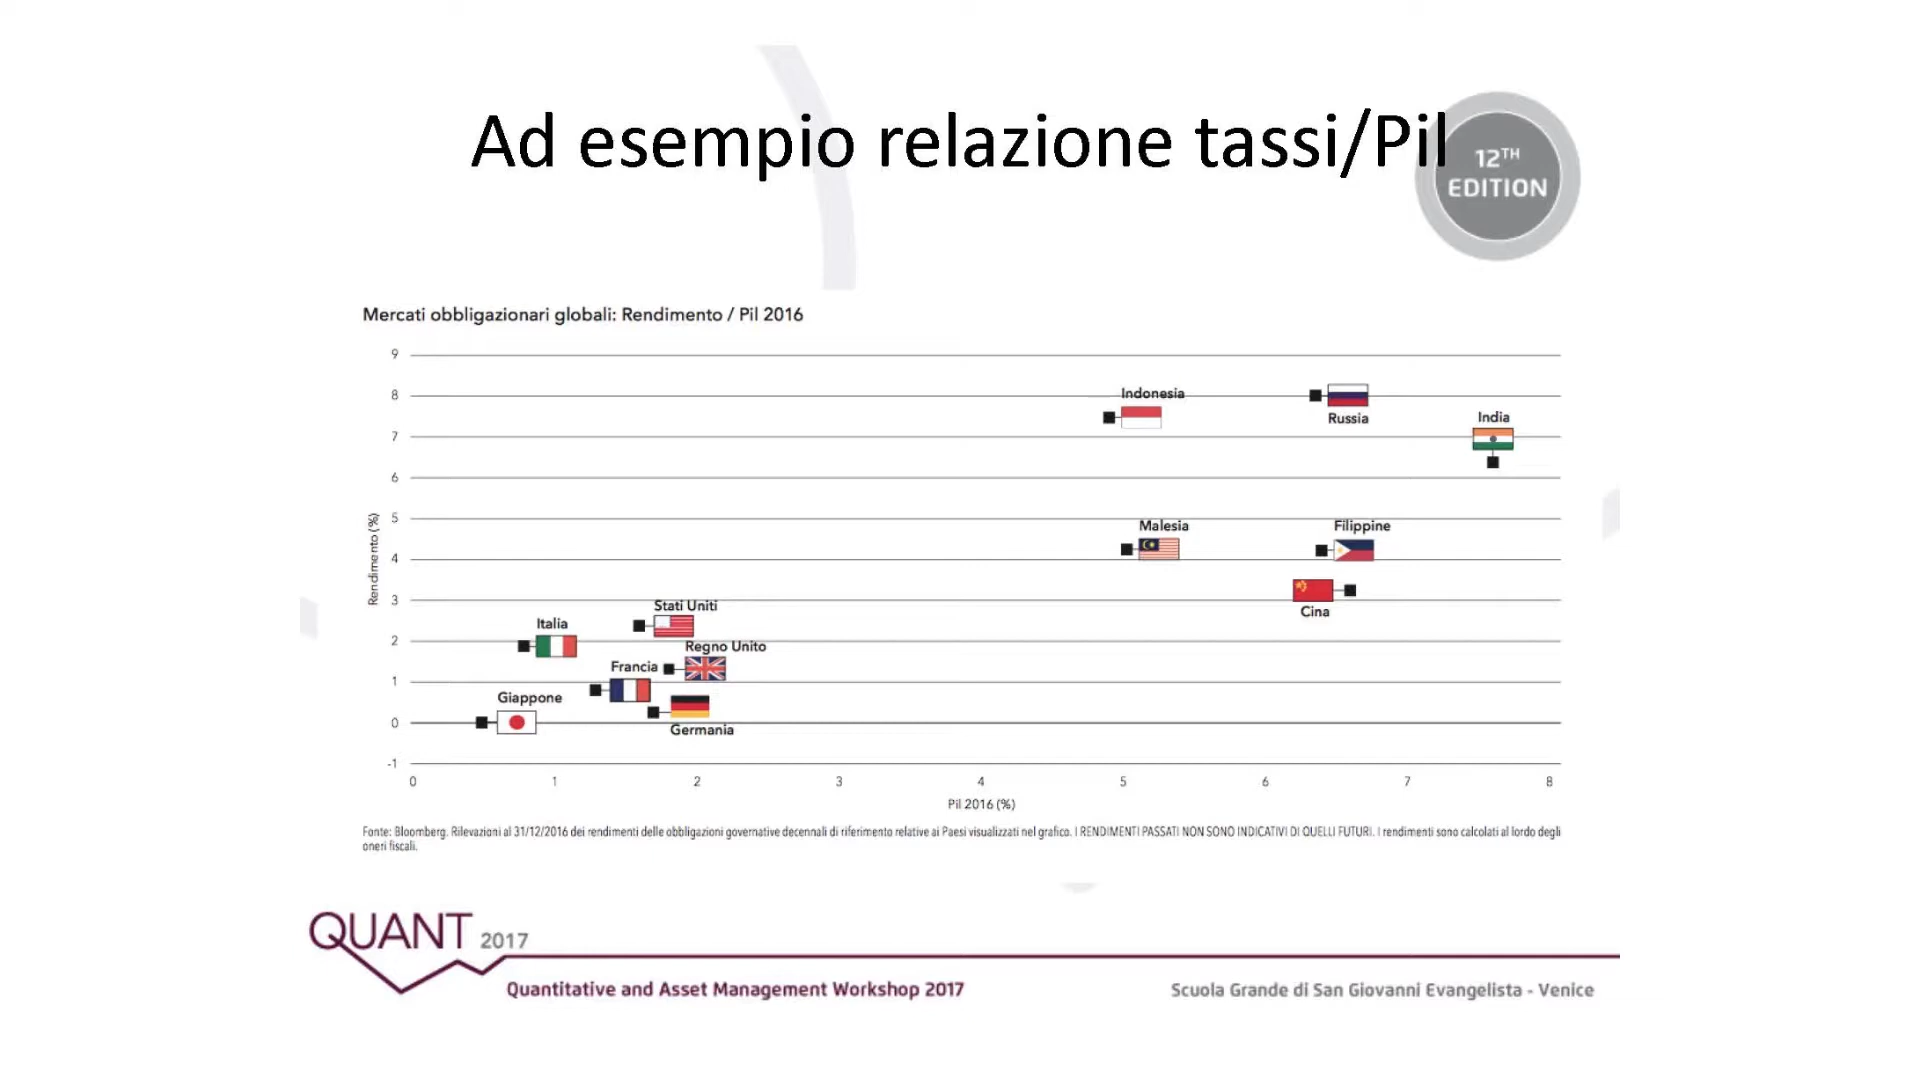 Ad esempio relazione tassi/Pil
12TH
EDITION
Mercati obbligazionari globali: Rendimento / Pil 2016
9
8
7
6
5
4
3
2
1
0
-1
Rendimento (%)
Indonesia
Russia
India
Malesia
Filippine
Cina
Stati Uniti
Italia
Regno Unito
Francia
Giappone
Germania
0 1 2 3 4 5 6 7 8
Pil 2016 (%)
Fonte: Bloomberg. Rilevazioni al 31/12/2016 dei rendimenti delle obbligazioni governative decennali di riferimento relative ai Paesi visualizzati nel grafico. I RENDIMENTI PASSATI NON SONO INDICATIVI DI QUELLI FUTURI. I rendimenti sono calcolati al lordo degli
oneri fiscali.
QUANT 2017
Quantitative and Asset Management Workshop 2017
Scuola Grande di San Giovanni Evangelista - Venice